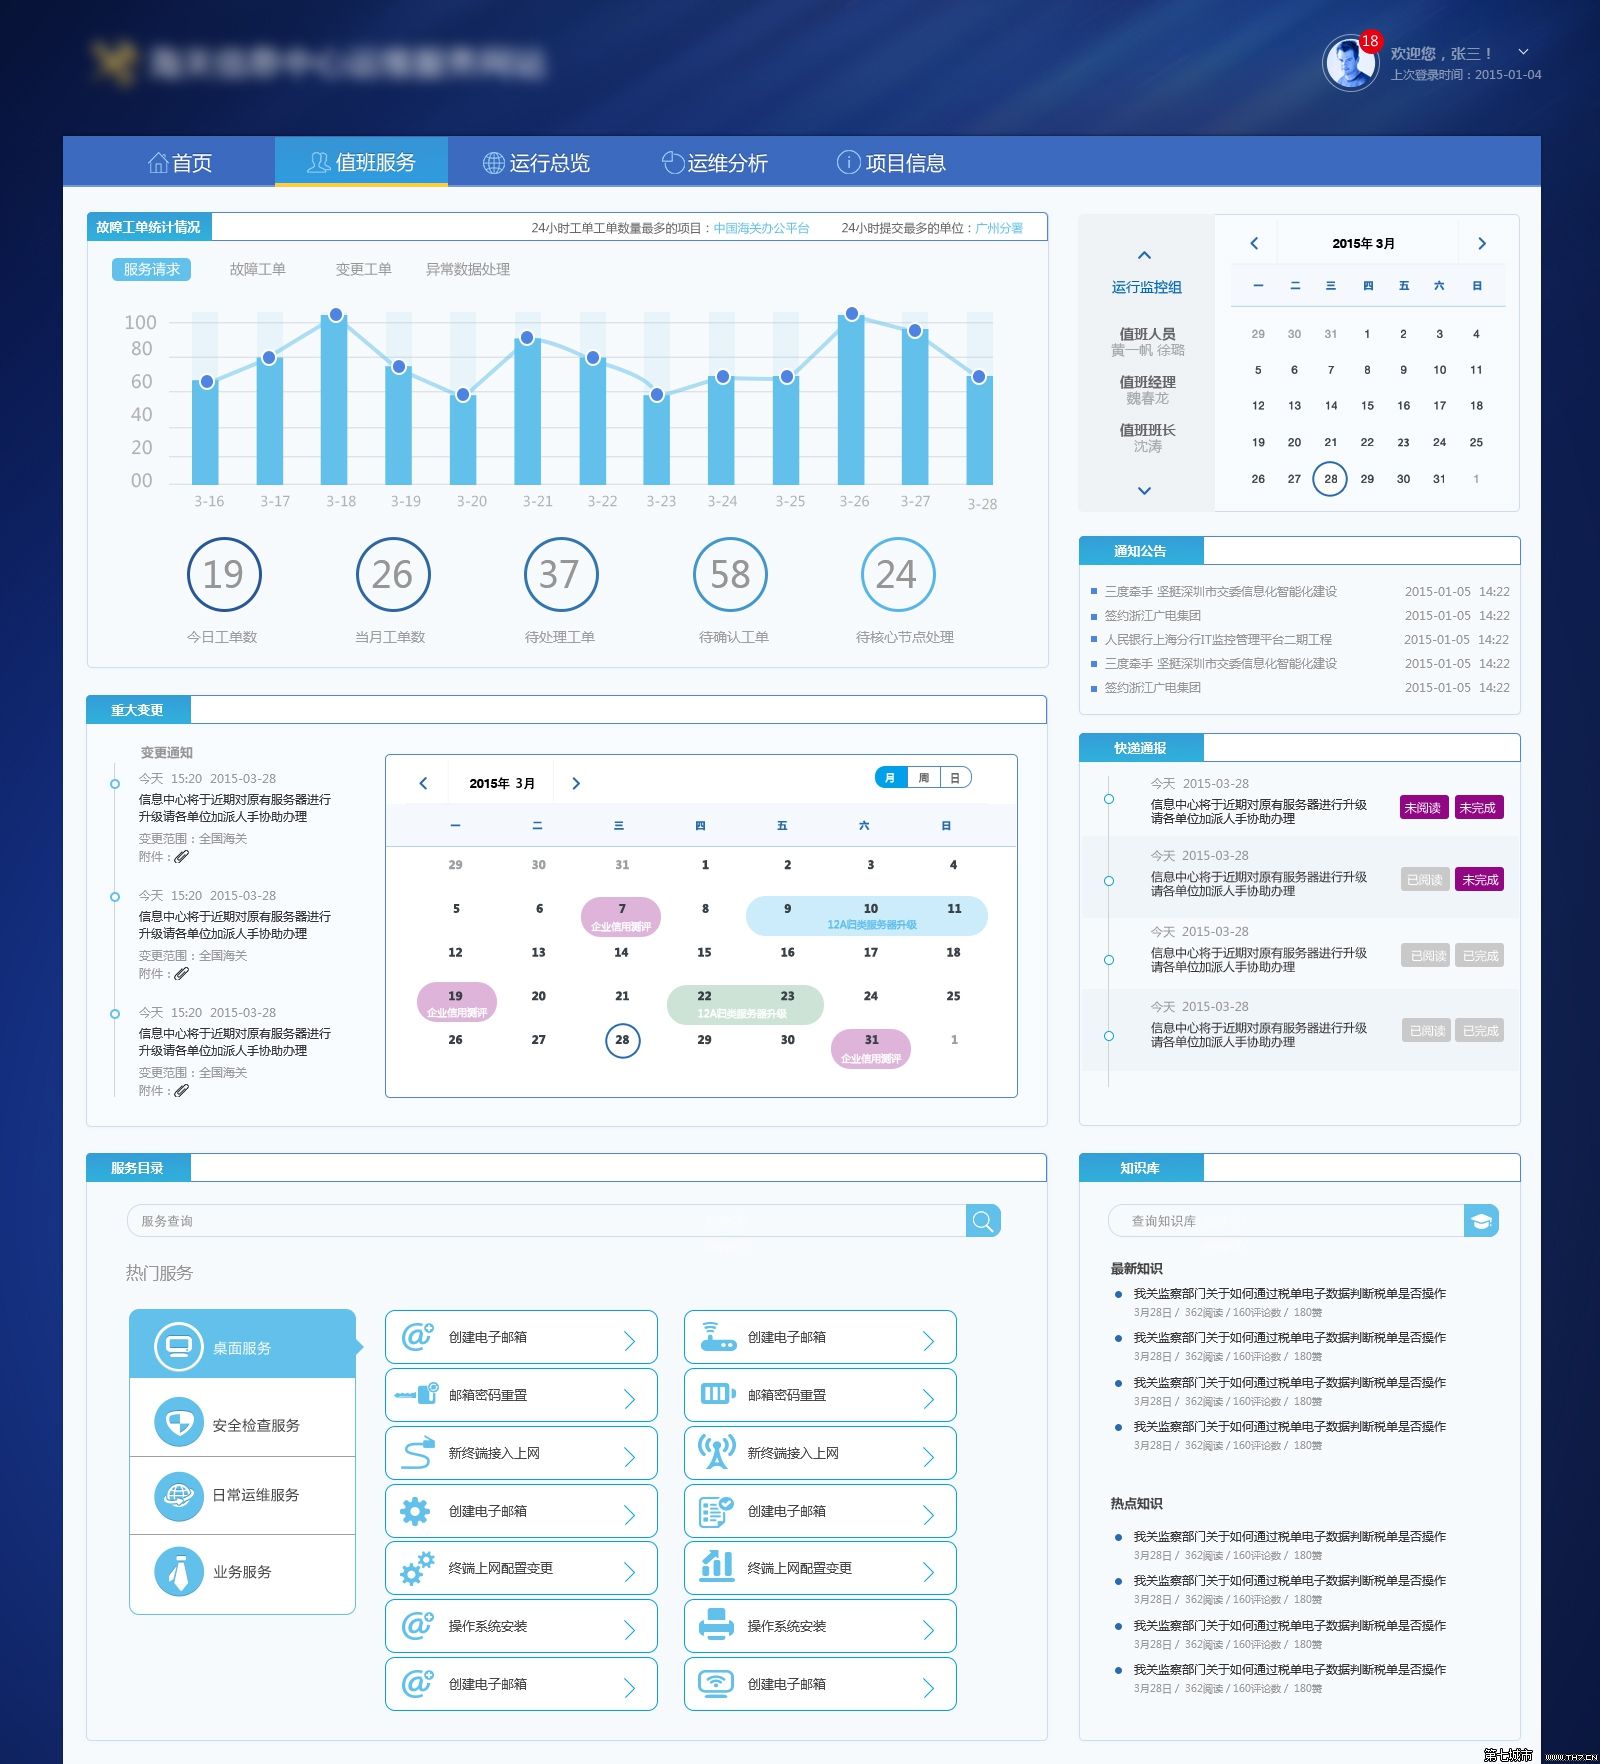 18
欢迎您，张三！
上次登录时间：2015-01-04
首页
值班服务
运行总览
运维分析
项目信息
故障工单统计情况
24小时工单工单数量最多的项目：中国海关办公平台
24小时提交最多的单位：广州分署
服务请求
故障工单
变更工单
异常数据处理
100
80
60
40
20
00
3-16 3-17 3-18 3-19 3-20 3-21 3-22 3-23 3-24 3-25 3-26 3-27 3-28
19 26 37 58 24
今日工单数 当月工单数 待处理工单 待确认工单 待核心节点处理
运行监控组
值班人员
黄一帆 徐璐
值班经理
魏春龙
值班班长
沈涛
2015年 3月
一 二 三 四 五 六 日
29 30 31 1 2 3 4
5 6 7 8 9 10 11
12 13 14 15 16 17 18
19 20 21 22 23 24 25
26 27 28 29 30 31 1
通知公告
三度牵手 坚挺深圳市交委信息化智能化建设 2015-01-05 14:22
签约浙江广电集团 2015-01-05 14:22
人民银行上海分行IT监控管理平台二期工程 2015-01-05 14:22
三度牵手 坚挺深圳市交委信息化智能化建设 2015-01-05 14:22
签约浙江广电集团 2015-01-05 14:22
重大变更
变更通知
今天 15:20 2015-03-28
信息中心将于近期对原有服务器进行
升级请各单位加派人手协助办理
变更范围：全国海关
附件：
今天 15:20 2015-03-28
信息中心将于近期对原有服务器进行
升级请各单位加派人手协助办理
变更范围：全国海关
附件：
今天 15:20 2015-03-28
信息中心将于近期对原有服务器进行
升级请各单位加派人手协助办理
变更范围：全国海关
附件：
2015年 3月
月 周 日
一 二 三 四 五 六 日
29 30 31 1 2 3 4
5 6 7 8 9 10 11
企业信用测评 12A归类服务器升级
12 13 14 15 16 17 18
19 20 21 22 23 24 25
企业信用测评 12A归类服务器升级
26 27 28 29 30 31 1
企业信用测评
快递通报
今天 2015-03-28
信息中心将于近期对原有服务器进行升级
请各单位加派人手协助办理
未阅读 未完成
今天 2015-03-28
信息中心将于近期对原有服务器进行升级
请各单位加派人手协助办理
已阅读 未完成
今天 2015-03-28
信息中心将于近期对原有服务器进行升级
请各单位加派人手协助办理
已阅读 已完成
今天 2015-03-28
信息中心将于近期对原有服务器进行升级
请各单位加派人手协助办理
已阅读 已完成
服务目录
服务查询
热门服务
桌面服务
安全检查服务
日常运维服务
业务服务
创建电子邮箱 创建电子邮箱
邮箱密码重置 邮箱密码重置
新终端接入上网 新终端接入上网
创建电子邮箱 创建电子邮箱
终端上网配置变更 终端上网配置变更
操作系统安装 操作系统安装
创建电子邮箱 创建电子邮箱
知识库
查询知识库
最新知识
我关监察部门关于如何通过税单电子数据判断税单是否操作
3月28日 / 362阅读 / 160评论数 / 180赞
我关监察部门关于如何通过税单电子数据判断税单是否操作
3月28日 / 362阅读 / 160评论数 / 180赞
我关监察部门关于如何通过税单电子数据判断税单是否操作
3月28日 / 362阅读 / 160评论数 / 180赞
我关监察部门关于如何通过税单电子数据判断税单是否操作
3月28日 / 362阅读 / 160评论数 / 180赞
热点知识
我关监察部门关于如何通过税单电子数据判断税单是否操作
3月28日 / 362阅读 / 160评论数 / 180赞
我关监察部门关于如何通过税单电子数据判断税单是否操作
3月28日 / 362阅读 / 160评论数 / 180赞
我关监察部门关于如何通过税单电子数据判断税单是否操作
3月28日 / 362阅读 / 160评论数 / 180赞
我关监察部门关于如何通过税单电子数据判断税单是否操作
3月28日 / 362阅读 / 160评论数 / 180赞
第七城市 WWW.TH7.CN